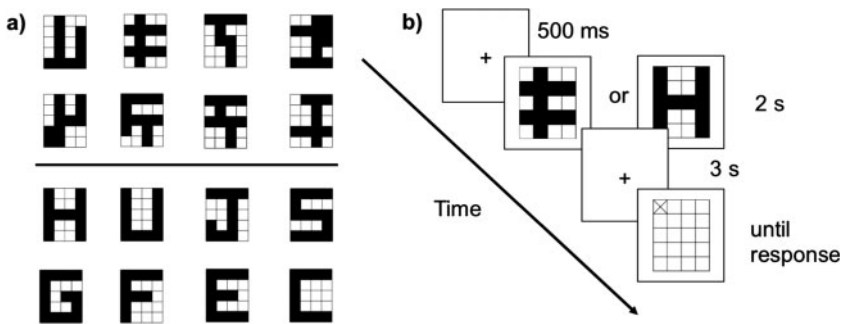 a)
b)
500 ms
+
or
2 s
+
3 s
Time
until
response
H U J S
G F E C